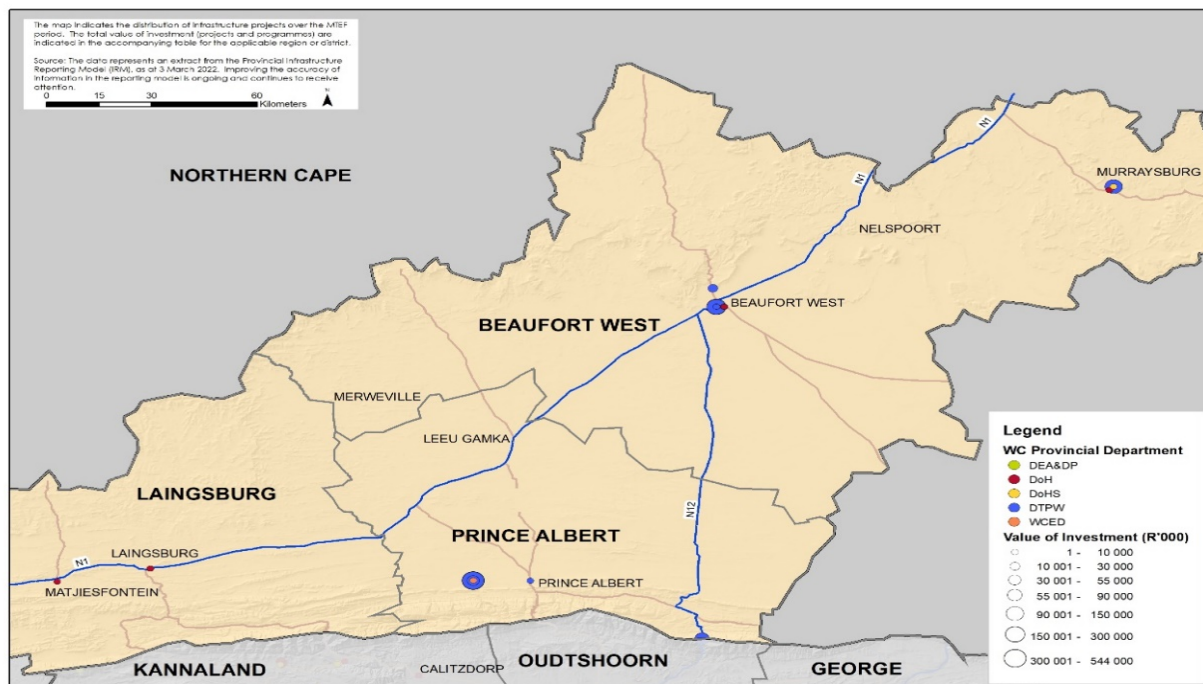 The map indicates the distribution of infrastructure projects over the MTEF
period. The total value of investment (projects and programmes) are
indicated in the accompanying table for the applicable region or district.
Source: The data represents an extract from the Provincial Infrastructure
Reporting Model (IRM), as at 3 March 2022. Improving the accuracy of
information in the reporting model is ongoing and continues to receive
attention.
N
0 15 30 60
Kilometers
N1
MURRAYSBURG
NORTHERN CAPE
N1
NELSPOORT
BEAUFORT WEST
BEAUFORT WEST
MERWEVILLE
LEEU GAMKA
LAINGSBURG
N12
PRINCE ALBERT
LAINGSBURG
N1
PRINCE ALBERT
MATJIESFONTEIN
KANNALAND
CALITZDORP
OUDTSHOORN
GEORGE
Legend
WC Provincial Department
DEA&DP
DoH
DoHS
DTPW
WCED
Value of Investment (R'000)
1 - 10 000
10 001 - 30 000
30 001 - 55 000
55 001 - 90 000
90 001 - 150 000
150 001 - 300 000
300 001 - 544 000